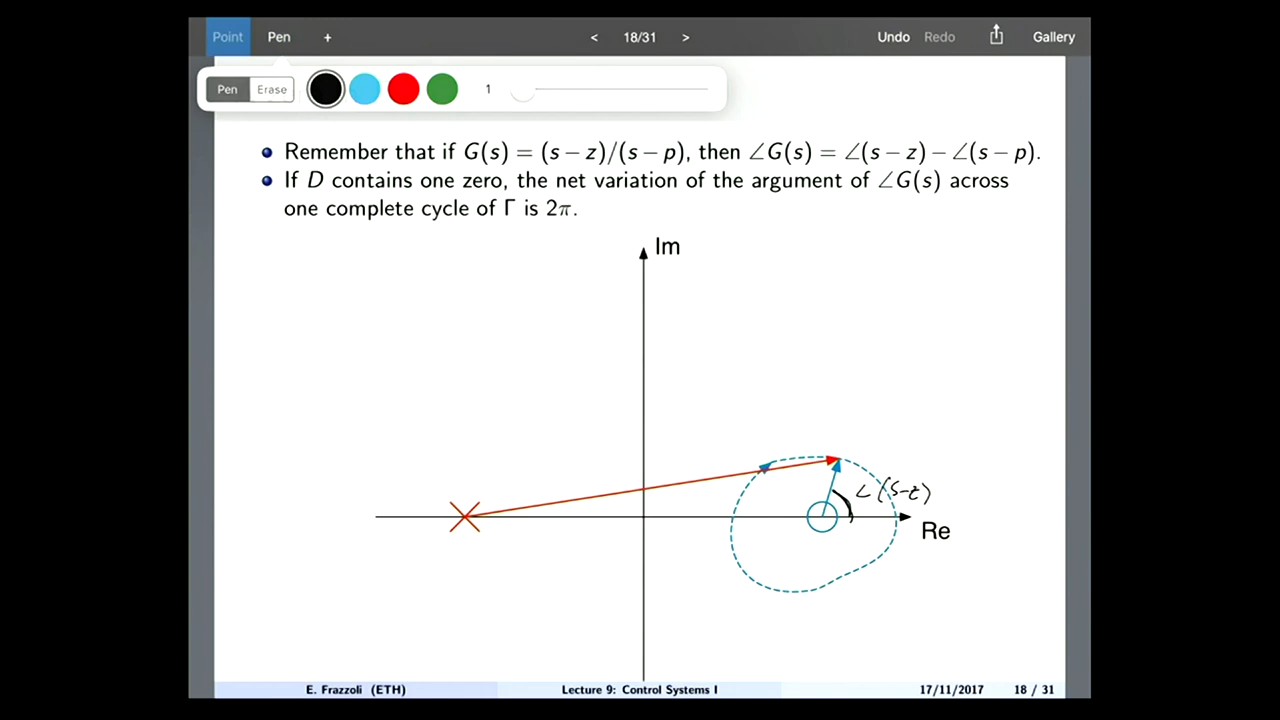 Point Pen + < 18/31 > Undo Redo Gallery
Pen Erase 1
Remember that if G(s) = (s − z)/(s − p), then ∠G(s) = ∠(s − z) − ∠(s − p).
If D contains one zero, the net variation of the argument of ∠G(s) across
one complete cycle of Γ is 2π.
Im
∠(s-z)
Re
E. Frazzoli (ETH) Lecture 9: Control Systems I 17/11/2017 18 / 31